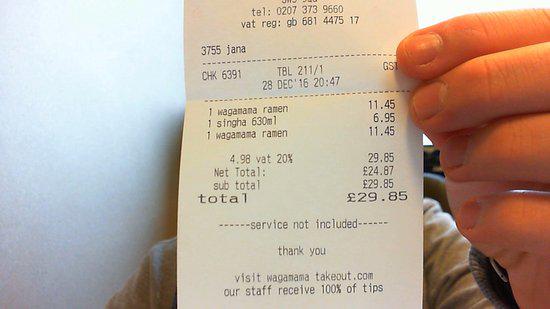 tel: 0207 373 9660
vat reg: gb 681 4475 17
3755 jana
CHK 6391 TBL 211/1 GST
28 DEC'16 20:47
1 wagamama ramen 11.45
1 singha 630ml 6.95
1 wagamama ramen 11.45
4.98 vat 20% 29.85
Net Total: £24.87
sub total £29.85
total £29.85
------service not included------
thank you
visit wagamama takeout.com
our staff receive 100% of tips